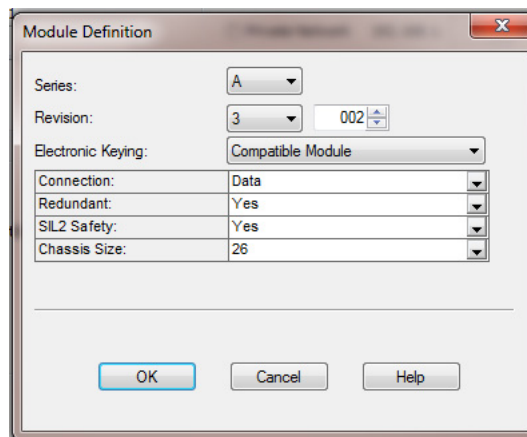 Module Definition
Series: A
Revision: 3 002
Electronic Keying: Compatible Module
Connection: Data
Redundant: Yes
SIL2 Safety: Yes
Chassis Size: 26
OK Cancel Help